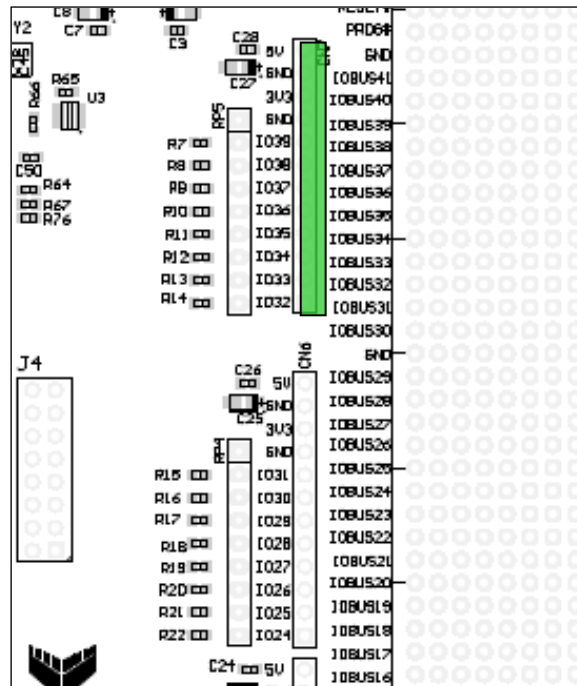 C8
Y2
C7
C3
C28
5V
GND
C27
3V3
GND
R65
U3
R66
C50
R64
R67
R76
RP5
R7
IO39
R8
IO38
R9
IO37
R10
IO36
R11
IO35
R12
IO34
R13
IO33
R14
IO32
PROG#
GND
IOBUS41
IOBUS40
IOBUS39
IOBUS38
IOBUS37
IOBUS36
IOBUS35
IOBUS34
IOBUS33
IOBUS32
IOBUS31
IOBUS30
GND
IOBUS29
IOBUS28
IOBUS27
IOBUS26
IOBUS25
IOBUS24
IOBUS23
IOBUS22
IOBUS21
IOBUS20
IOBUS19
IOBUS18
IOBUS17
IOBUS16
J4
CN6
C26
5V
GND
C25
3V3
GND
RP4
R15
IO31
R16
IO30
R17
IO29
R18
IO28
R19
IO27
R20
IO26
R21
IO25
R22
IO24
C24
5V